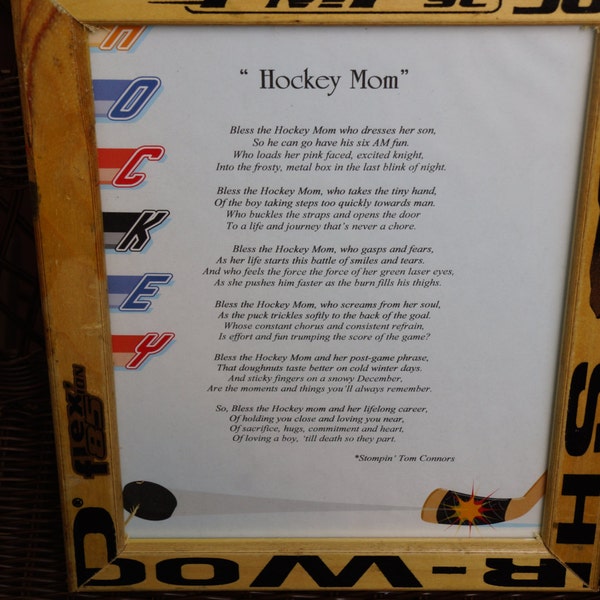 " Hockey Mom"
Bless the Hockey Mom who dresses her son,
So he can go have his six AM fun.
Who loads her pink faced, excited knight,
Into the frosty, metal box in the last blink of night.
Bless the Hockey Mom, who takes the tiny hand,
Of the boy taking steps too quickly towards man.
Who buckles the straps and opens the door
To a life and journey that's never a chore.
Bless the Hockey Mom, who gasps and fears,
As her life starts this battle of smiles and tears.
And who feels the force the force of her green laser eyes,
As she pushes him faster as the burn fills his thighs.
Bless the Hockey Mom, who screams from her soul,
As the puck trickles softly to the back of the goal.
Whose constant chorus and consistent refrain,
Is effort and fun trumping the score of the game?
Bless the Hockey Mom and her post-game phrase,
That doughnuts taste better on cold winter days.
And sticky fingers on a snowy December,
Are the moments and things you'll always remember.
So, Bless the Hockey mom and her lifelong career,
Of holding you close and loving you near,
Of sacrifice, hugs, commitment and heart,
Of loving a boy, 'till death so they part.
*Stompin' Tom Connors
HOCKEY
flex
85
R-WOO
SH